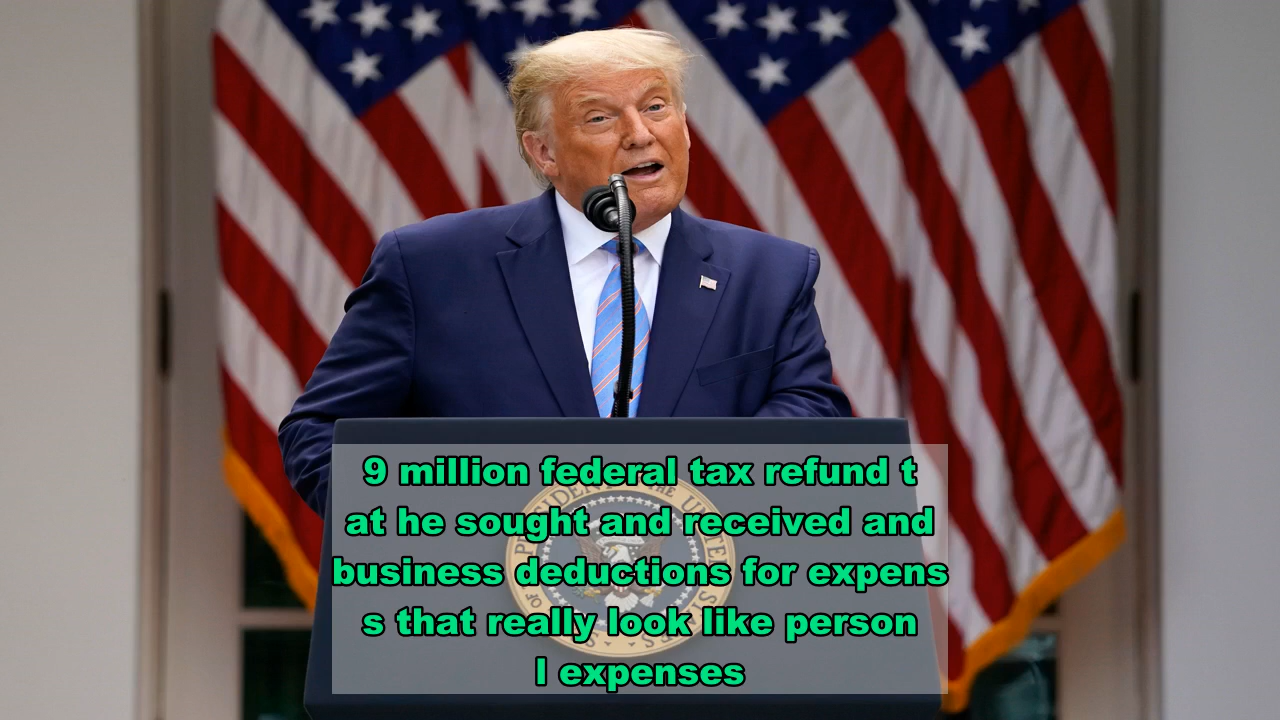 9 million federal tax refund t
at he sought and received and
business deductions for expens
s that really look like person
l expenses